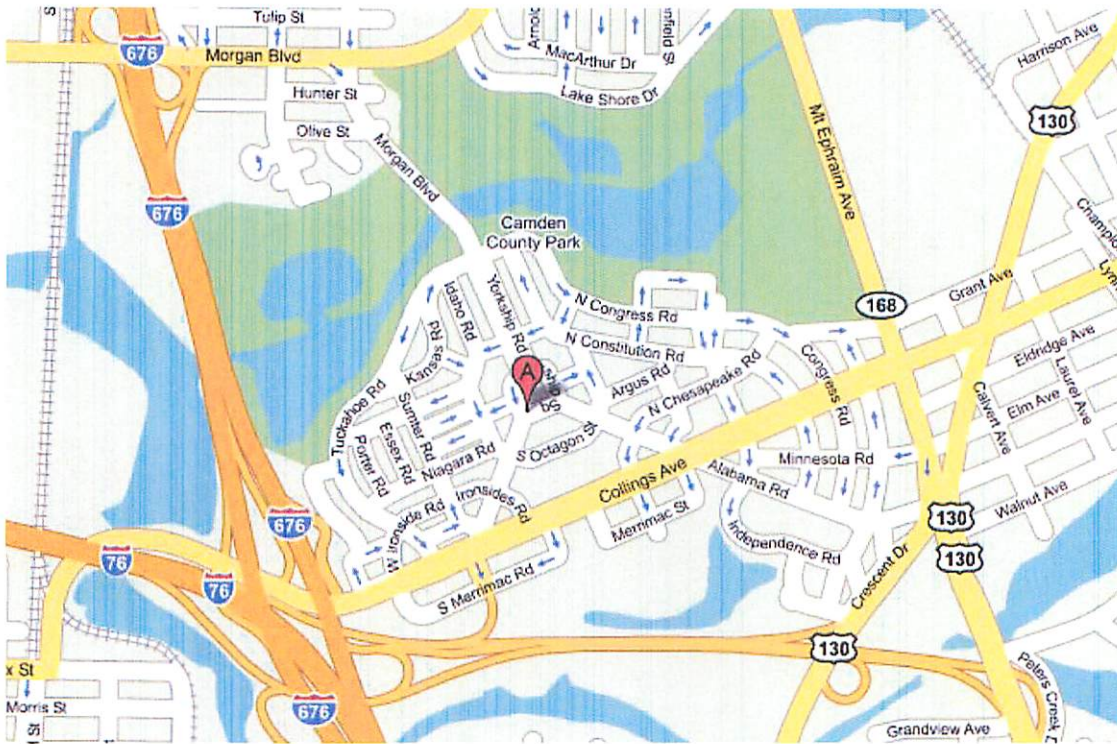 Tulip St
676
Morgan Blvd
Hunter St
Olive St
Morgan Blvd
MacArthur Dr
Lake Shore Dr
Mt Ephraim Ave
Harrison Ave
130
676
Camden
County Park
168
Grant Ave
Idaho Rd
Yorkship Rd
Kansas Rd
N Congress Rd
N Constitution Rd
A
Argus Rd
N Chesapeake Rd
Congress Rd
Eldridge Ave
Laurel Ave
Elm Ave
Calvert Ave
Tuckahoe Rd
Sumter Rd
Essex Rd
Porter Rd
Niagara Rd
S Octagon St
Collings Ave
Alabama Rd
Minnesota Rd
Walnut Ave
W Ironside Rd
Ironsides Rd
Merrimac St
Independence Rd
Crescent Dr
130
130
676
76
76
S Merrimac Rd
130
x St
Morris St
676
Grandview Ave